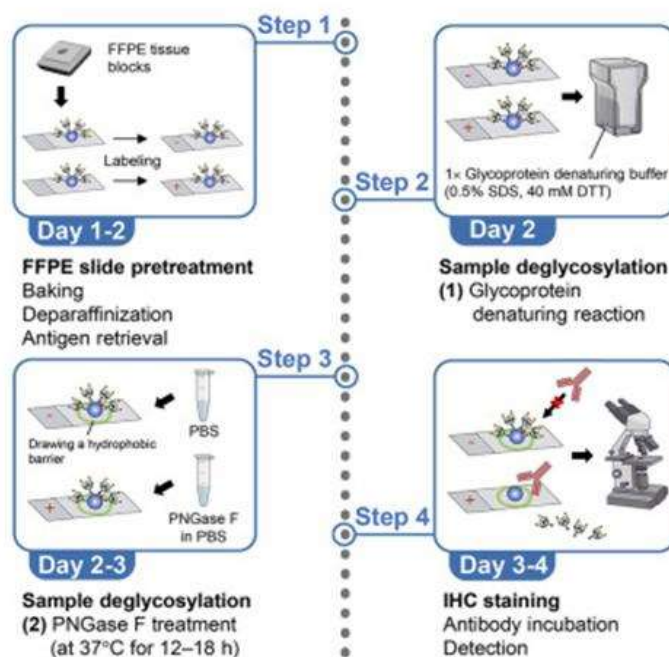 Step 1
FFPE tissue
blocks
Labeling
-
+
Day 1-2
FFPE slide pretreatment
Baking
Deparaffinization
Antigen retrieval
Step 2
-
+
1× Glycoprotein denaturing buffer
(0.5% SDS, 40 mM DTT)
Day 2
Sample deglycosylation
(1) Glycoprotein
denaturing reaction
Step 3
-
Drawing a hydrophobic
barrier
PBS
+
PNGase F
in PBS
Day 2-3
Sample deglycosylation
(2) PNGase F treatment
(at 37°C for 12–18 h)
Step 4
-
+
Day 3-4
IHC staining
Antibody incubation
Detection